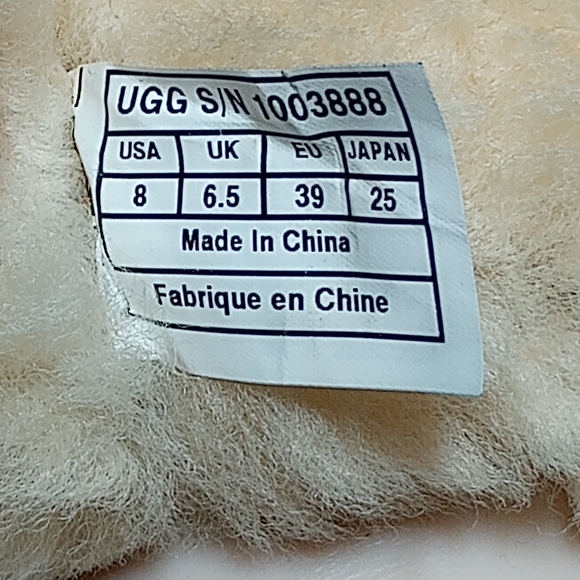 UGG S/N 1003888
USA UK EU JAPAN
8 6.5 39 25
Made In China
Fabrique en Chine